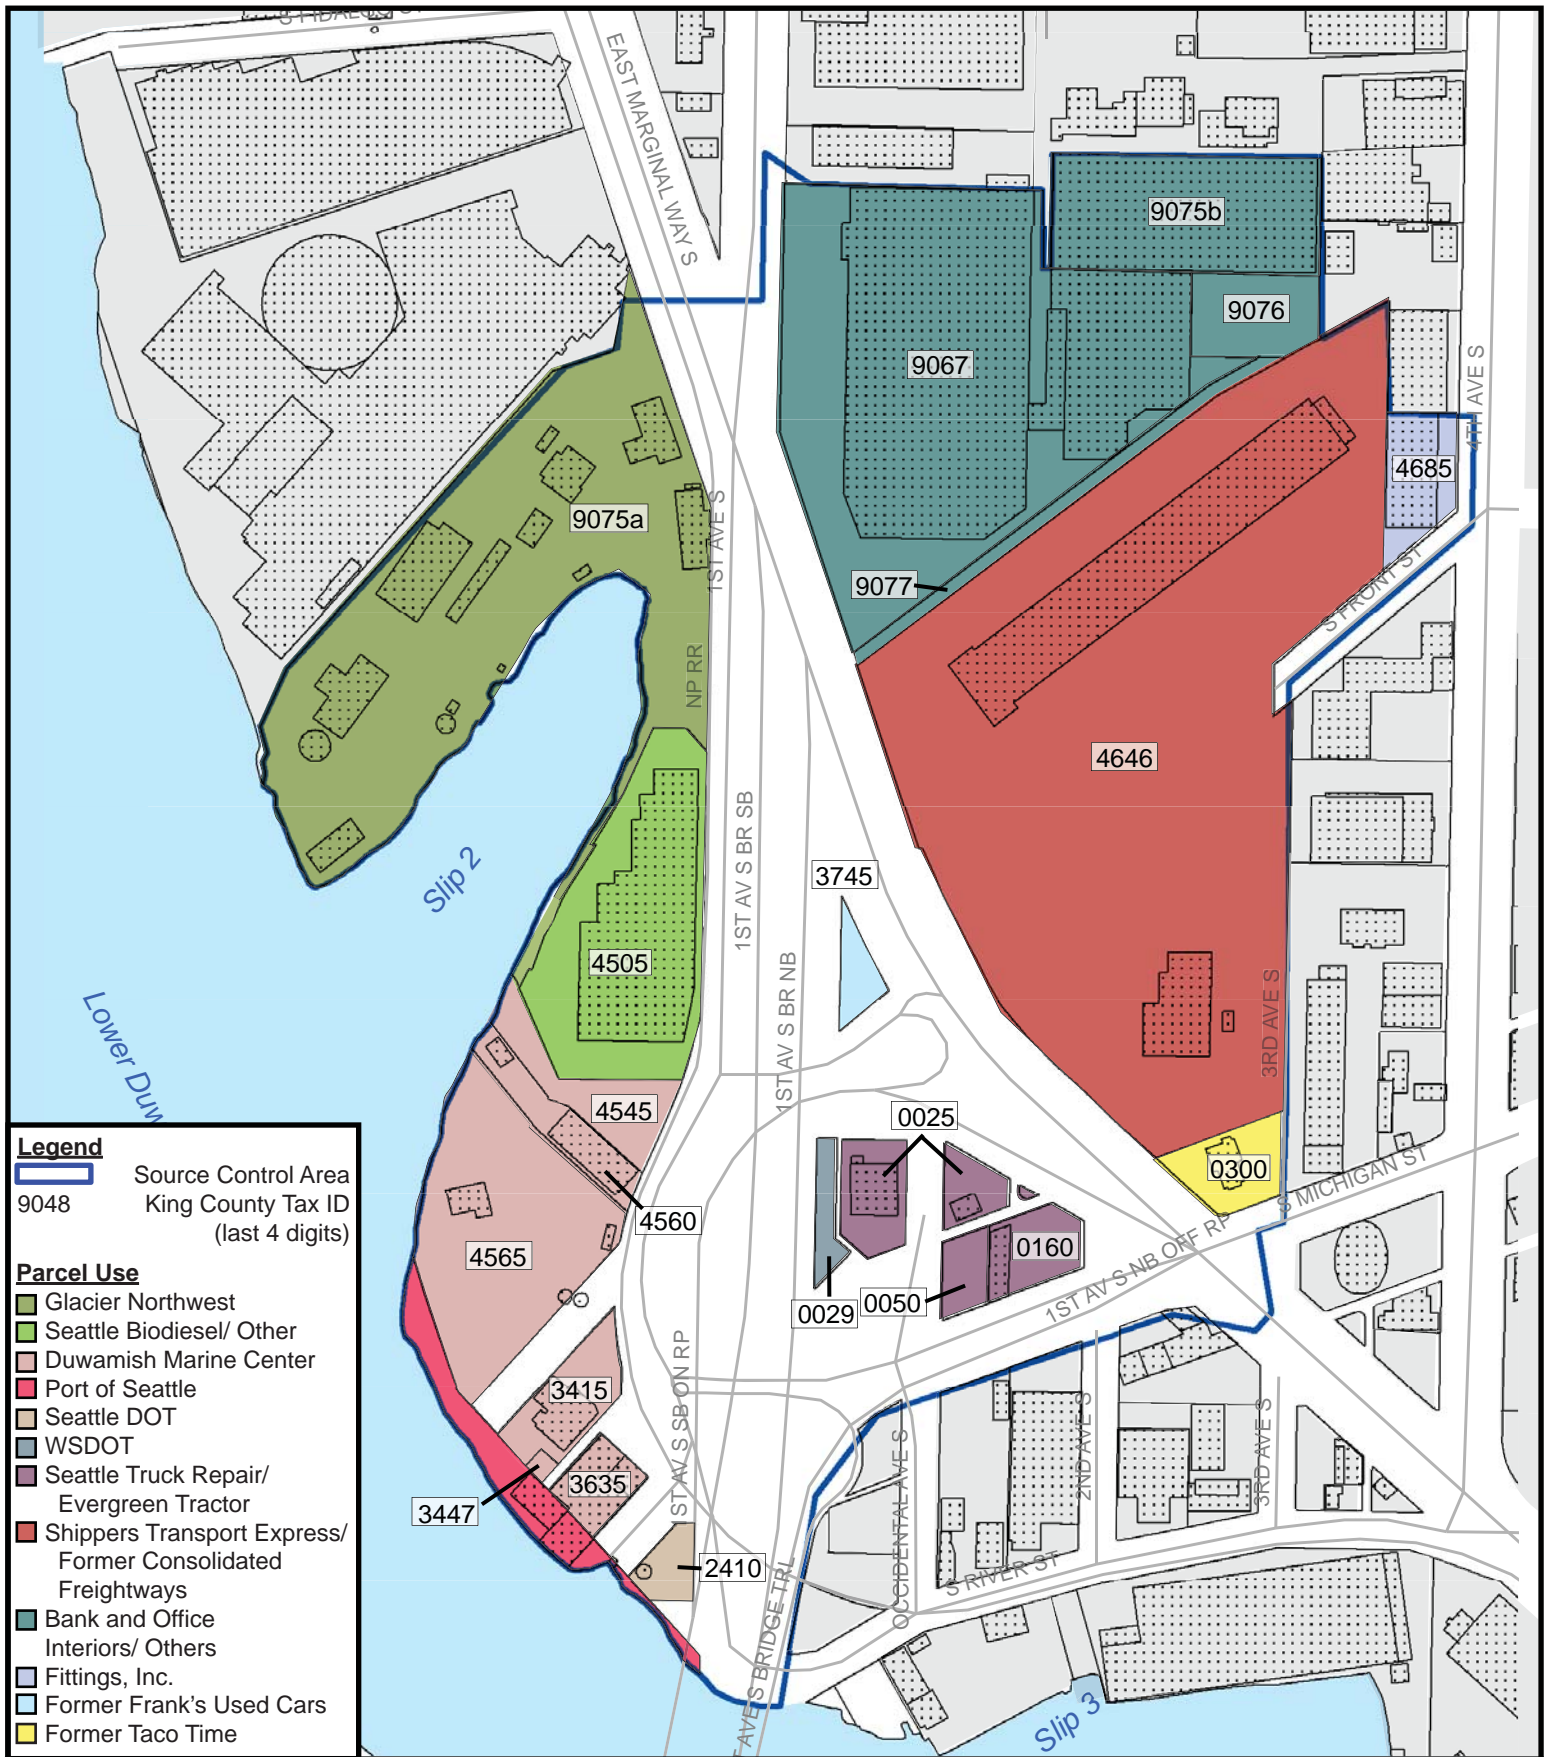 S FIDALGO ST
EAST MARGINAL WAY S
9075b
9076
9067
4TH AVE S
4685
9075a
1ST AVE S
9077
S FRONT ST
NP RR
4646
1ST AV S BR SB
3745
Slip 2
4505
1ST AV S BR NB
3RD AVE S
Lower Duw
4545
0025
0300
S MICHIGAN ST
4560
4565
0160
1ST AV S NB OFF RP
0029
0050
3415
1ST AV S SB ON RP
3635
3447
2410
OCCIDENTAL AVE S
2ND AVE S
3RD AVE S
S RIVER ST
T AVE S BRIDGE TRL
Slip 3
Legend
Source Control Area
9048 King County Tax ID
(last 4 digits)
Parcel Use
Glacier Northwest
Seattle Biodiesel/ Other
Duwamish Marine Center
Port of Seattle
Seattle DOT
WSDOT
Seattle Truck Repair/
Evergreen Tractor
Shippers Transport Express/
Former Consolidated
Freightways
Bank and Office
Interiors/ Others
Fittings, Inc.
Former Frank's Used Cars
Former Taco Time